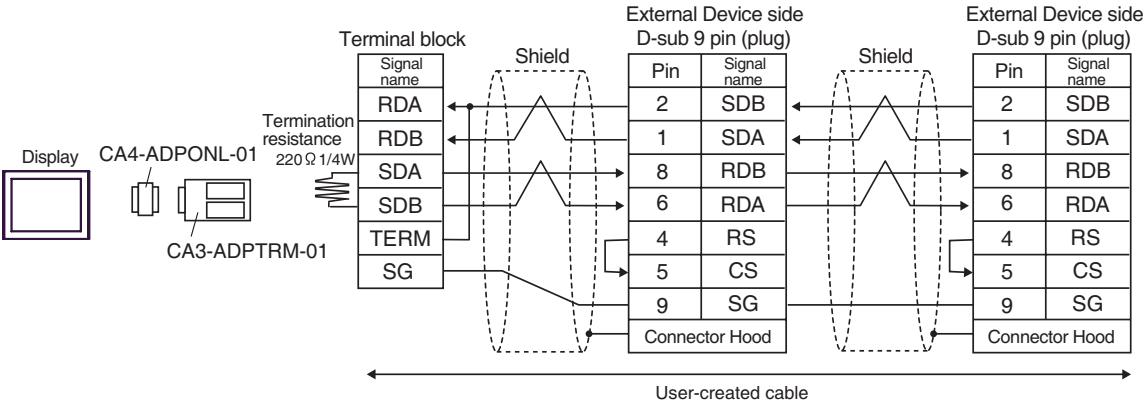 External Device side
D-sub 9 pin (plug)
External Device side
D-sub 9 pin (plug)
Terminal block
Shield
Shield
Signal name
Pin
Signal name
Pin
Signal name
RDA
2
SDB
2
SDB
RDB
1
SDA
1
SDA
SDA
8
RDB
8
RDB
SDB
6
RDA
6
RDA
TERM
4
RS
4
RS
SG
5
CS
5
CS
9
SG
9
SG
Connector Hood
Connector Hood
Termination
resistance
220 Ω 1/4W
Display
CA4-ADPONL-01
CA3-ADPTRM-01
User-created cable